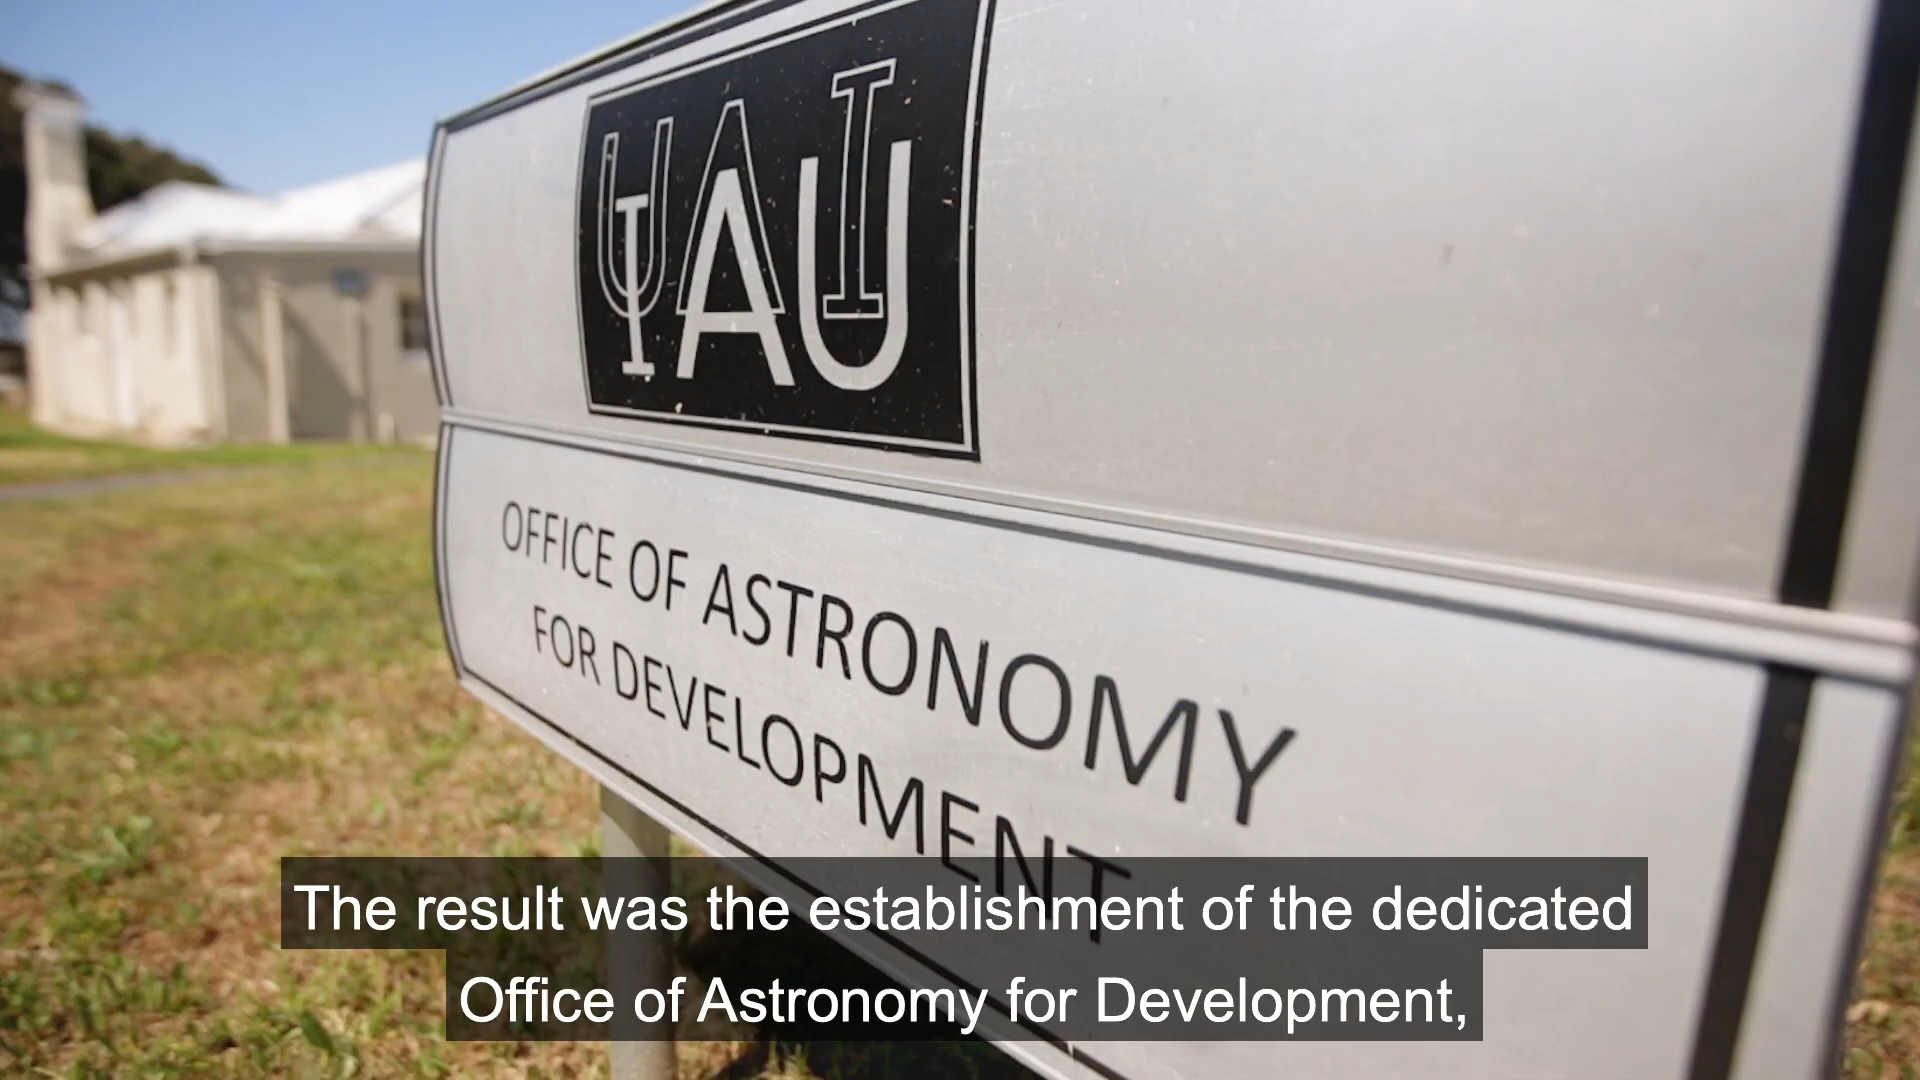 IAU
OFFICE OF ASTRONOMY
FOR DEVELOPMENT
The result was the establishment of the dedicated
Office of Astronomy for Development,